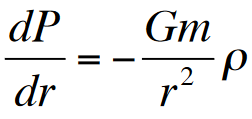 dP/dr = − Gm/r² ρ